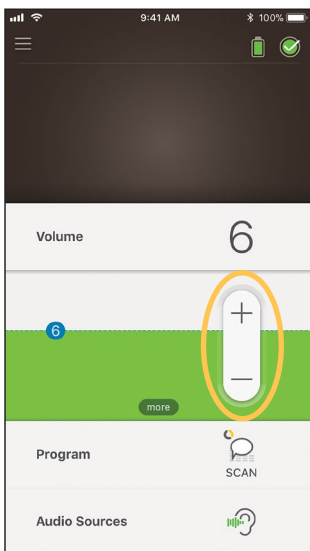 9:41 AM
100%
Volume
6
+
6
−
more
Program
SCAN
Audio Sources